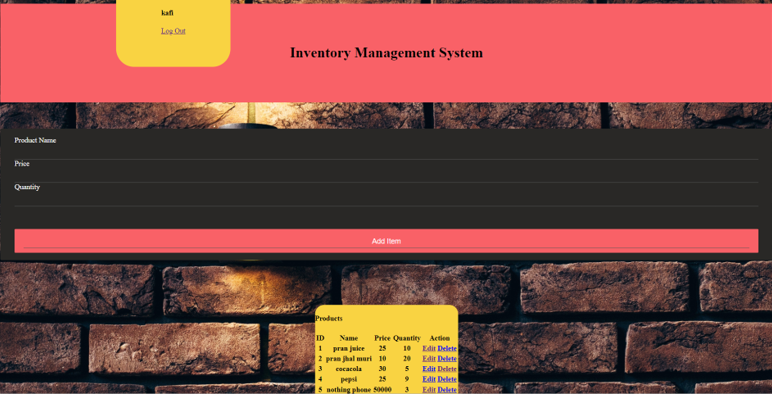 kafi
Log Out
Inventory Management System
Product Name
Price
Quantity
Add Item
Products
ID Name Price Quantity Action
1 pran juice 25 10 Edit Delete
2 pran jhal muri 10 20 Edit Delete
3 cocacola 30 5 Edit Delete
4 pepsi 25 9 Edit Delete
5 nothing phone 50000 3 Edit Delete